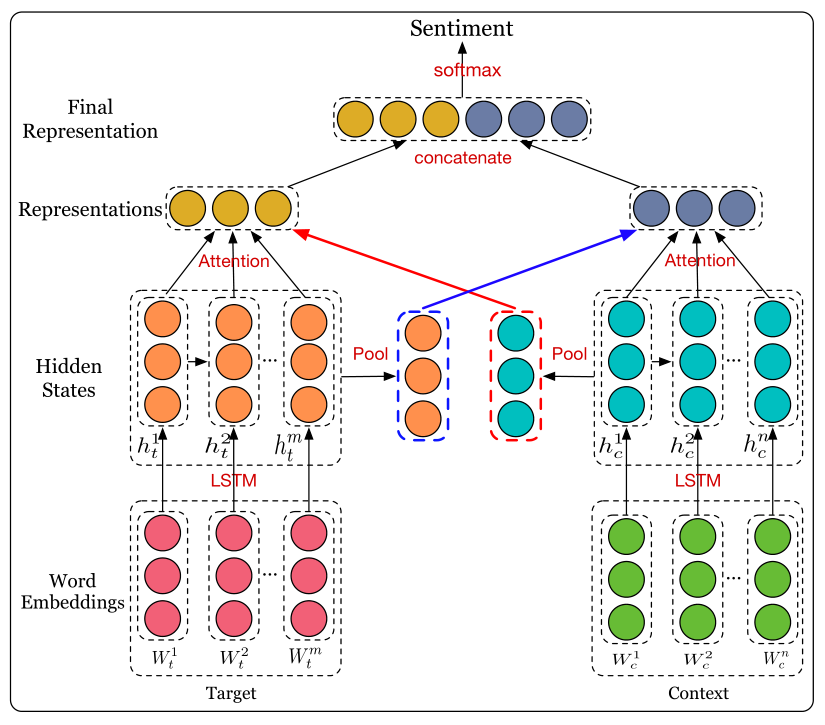 Sentiment
softmax
Final
Representation
concatenate
Representations
Attention
Attention
Hidden
States
Pool
Pool
h_t^1
h_t^2
h_t^m
h_c^1
h_c^2
h_c^n
LSTM
LSTM
Word
Embeddings
...
...
...
...
W_t^1
W_t^2
W_t^m
W_c^1
W_c^2
W_c^n
Target
Context